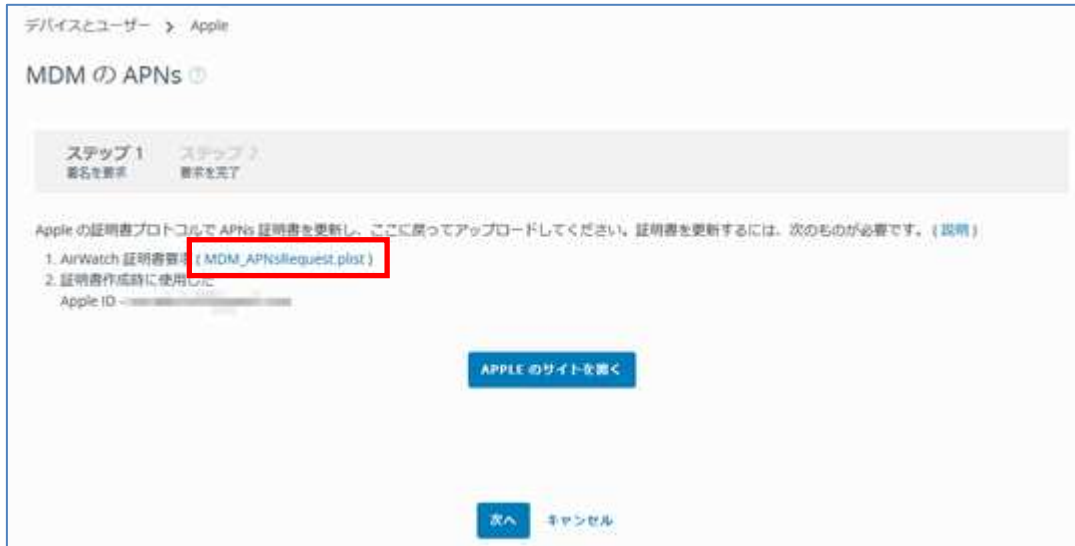 デバイスとユーザー > Apple
MDM の APNs
ステップ 1 ステップ 2
署名を要求 要求を完了
Apple の証明書プロトコルで APNs 証明書を更新し、ここに戻ってアップロードしてください。証明書を更新するには、次のものが必要です。( 説明 )
1. AirWatch 証明書要求 ( MDM_APNsRequest.plist )
2. 証明書作成時に使用した
Apple ID -
APPLE のサイトを開く
次へ キャンセル